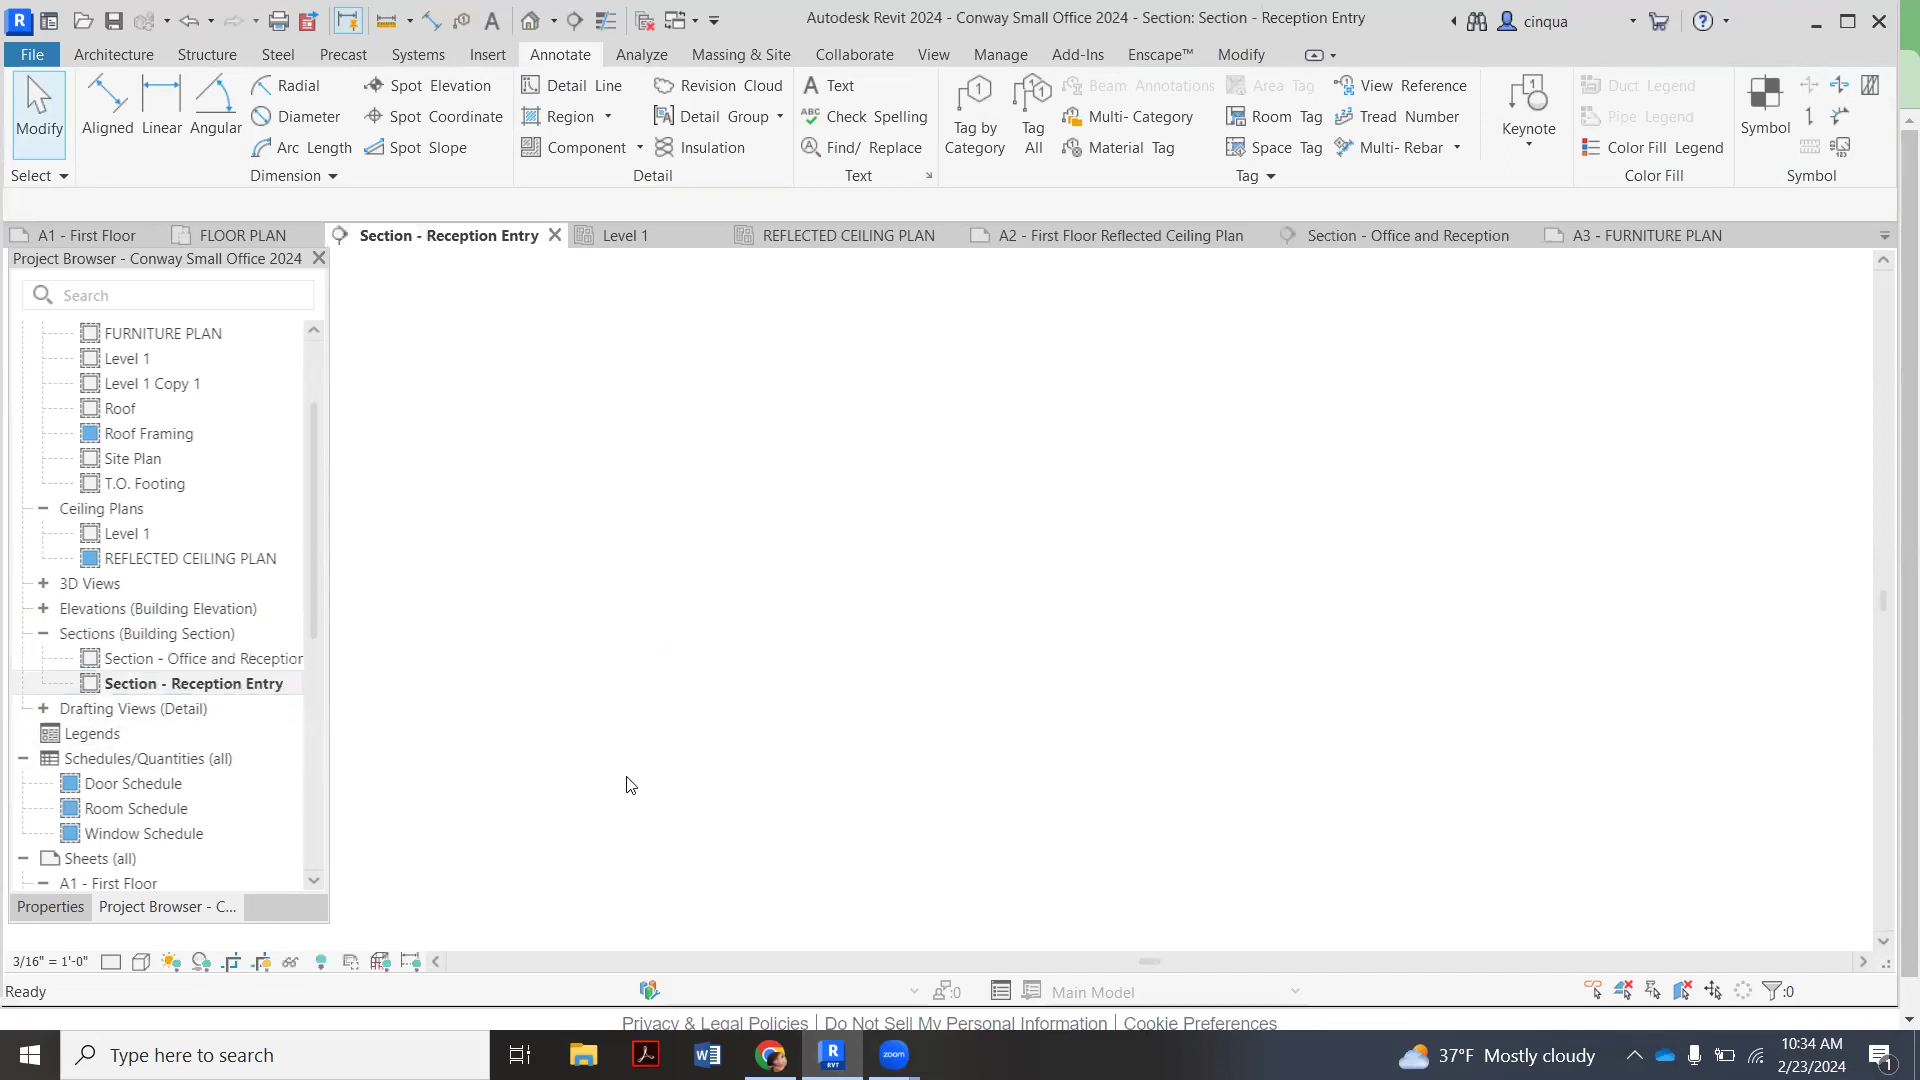 Autodesk Revit 2024 - Conway Small Office 2024 - Section: Section - Reception Entry
cinqua
File Architecture Structure Steel Precast Systems Insert Annotate Analyze Massing & Site Collaborate View Manage Add-Ins Enscape™ Modify
Radial Spot Elevation Detail Line Revision Cloud Text Beam Annotations Area Tag View Reference Duct Legend
Modify Aligned Linear Angular Diameter Spot Coordinate Region Detail Group Check Spelling Tag by Category Tag All Multi- Category Room Tag Tread Number Keynote Pipe Legend Symbol
Arc Length Spot Slope Component Insulation Find/ Replace Material Tag Space Tag Multi- Rebar Color Fill Legend
Select Dimension Detail Text Tag Color Fill Symbol
A1 - First Floor FLOOR PLAN Section - Reception Entry Level 1 REFLECTED CEILING PLAN A2 - First Floor Reflected Ceiling Plan Section - Office and Reception A3 - FURNITURE PLAN
Project Browser - Conway Small Office 2024
Search
FURNITURE PLAN
Level 1
Level 1 Copy 1
Roof
Roof Framing
Site Plan
T.O. Footing
Ceiling Plans
Level 1
REFLECTED CEILING PLAN
3D Views
Elevations (Building Elevation)
Sections (Building Section)
Section - Office and Reception
Section - Reception Entry
Drafting Views (Detail)
Legends
Schedules/Quantities (all)
Door Schedule
Room Schedule
Window Schedule
Sheets (all)
A1 - First Floor
Properties Project Browser - C...
3/16" = 1'-0"
Ready :0 Main Model :0
Privacy & Legal Policies | Do Not Sell My Personal Information | Cookie Preferences
Type here to search 37°F Mostly cloudy 10:34 AM
2/23/2024 1